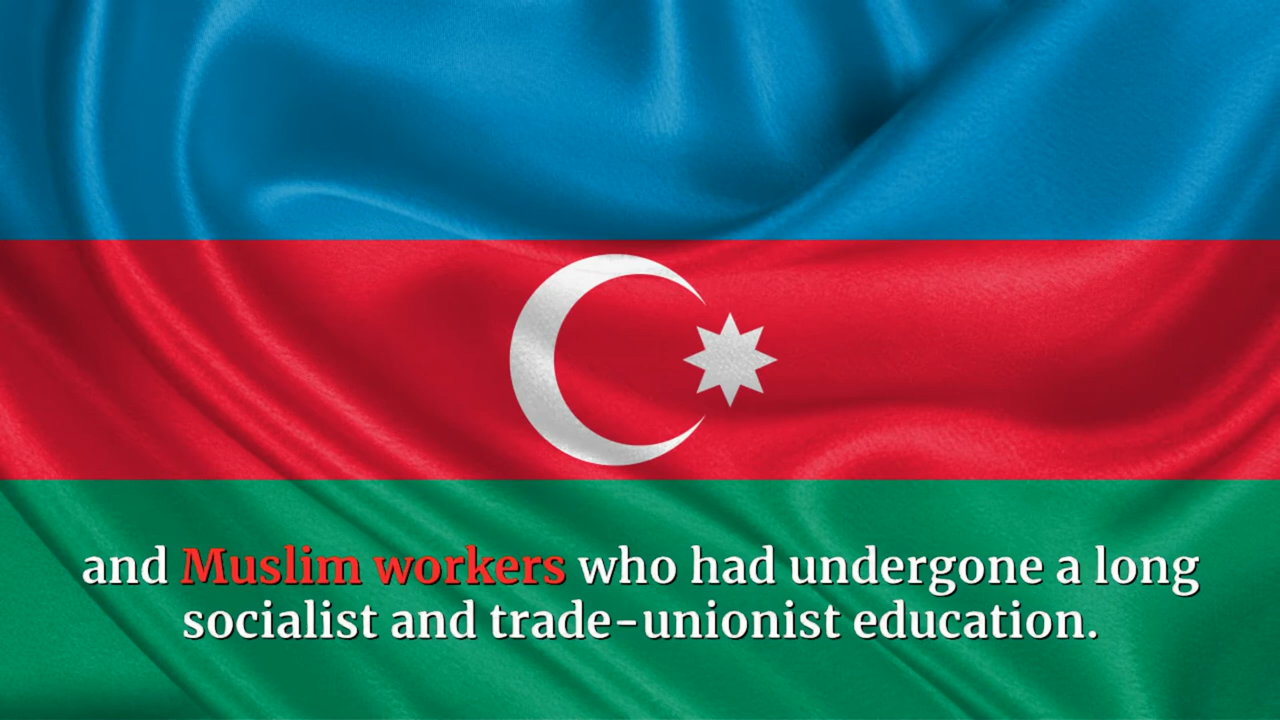 and Muslim workers who had undergone a long
socialist and trade-unionist education.